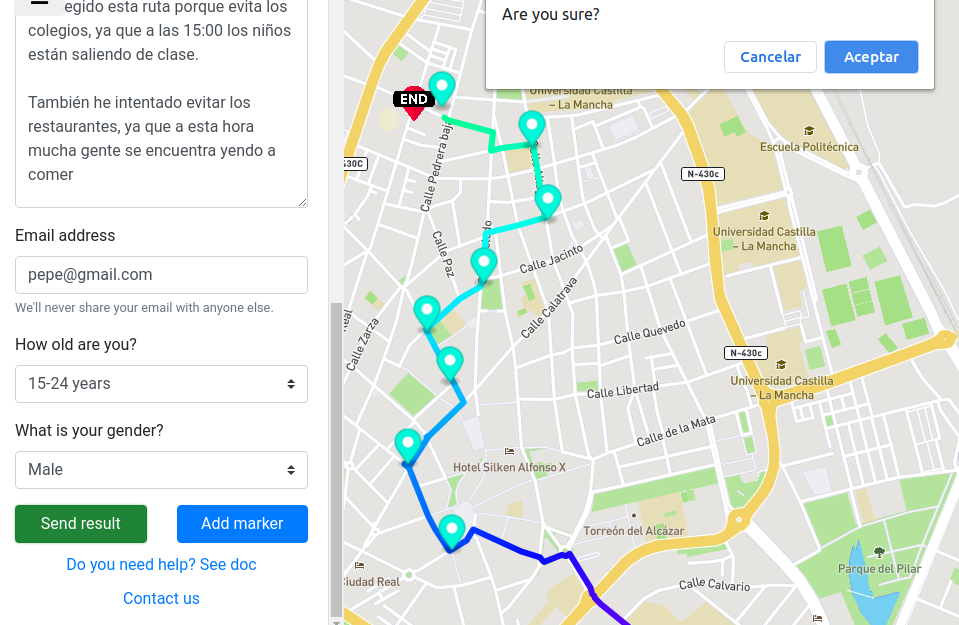 egido esta ruta porque evita los
colegios, ya que a las 15:00 los niños
están saliendo de clase.
También he intentado evitar los
restaurantes, ya que a esta hora
mucha gente se encuentra yendo a
comer
Email address
pepe@gmail.com
We'll never share your email with anyone else.
How old are you?
15-24 years
What is your gender?
Male
Send result
Add marker
Do you need help? See doc
Contact us
Are you sure?
Cancelar
Aceptar
END
Universidad Castilla
– La Mancha
Escuela Politécnica
430C
N-430c
Calle Pedrera baja
Universidad Castilla
– La Mancha
Calle Paz
Calle Jacinto
Calle Calatrava
Calle Zarza
Calle Quevedo
N-430c
Universidad Castilla
– La Mancha
Calle Libertad
Calle de la Mata
Hotel Silken Alfonso X
Torreón del Alcázar
Parque del Pilar
Ciudad Real
Calle Calvario